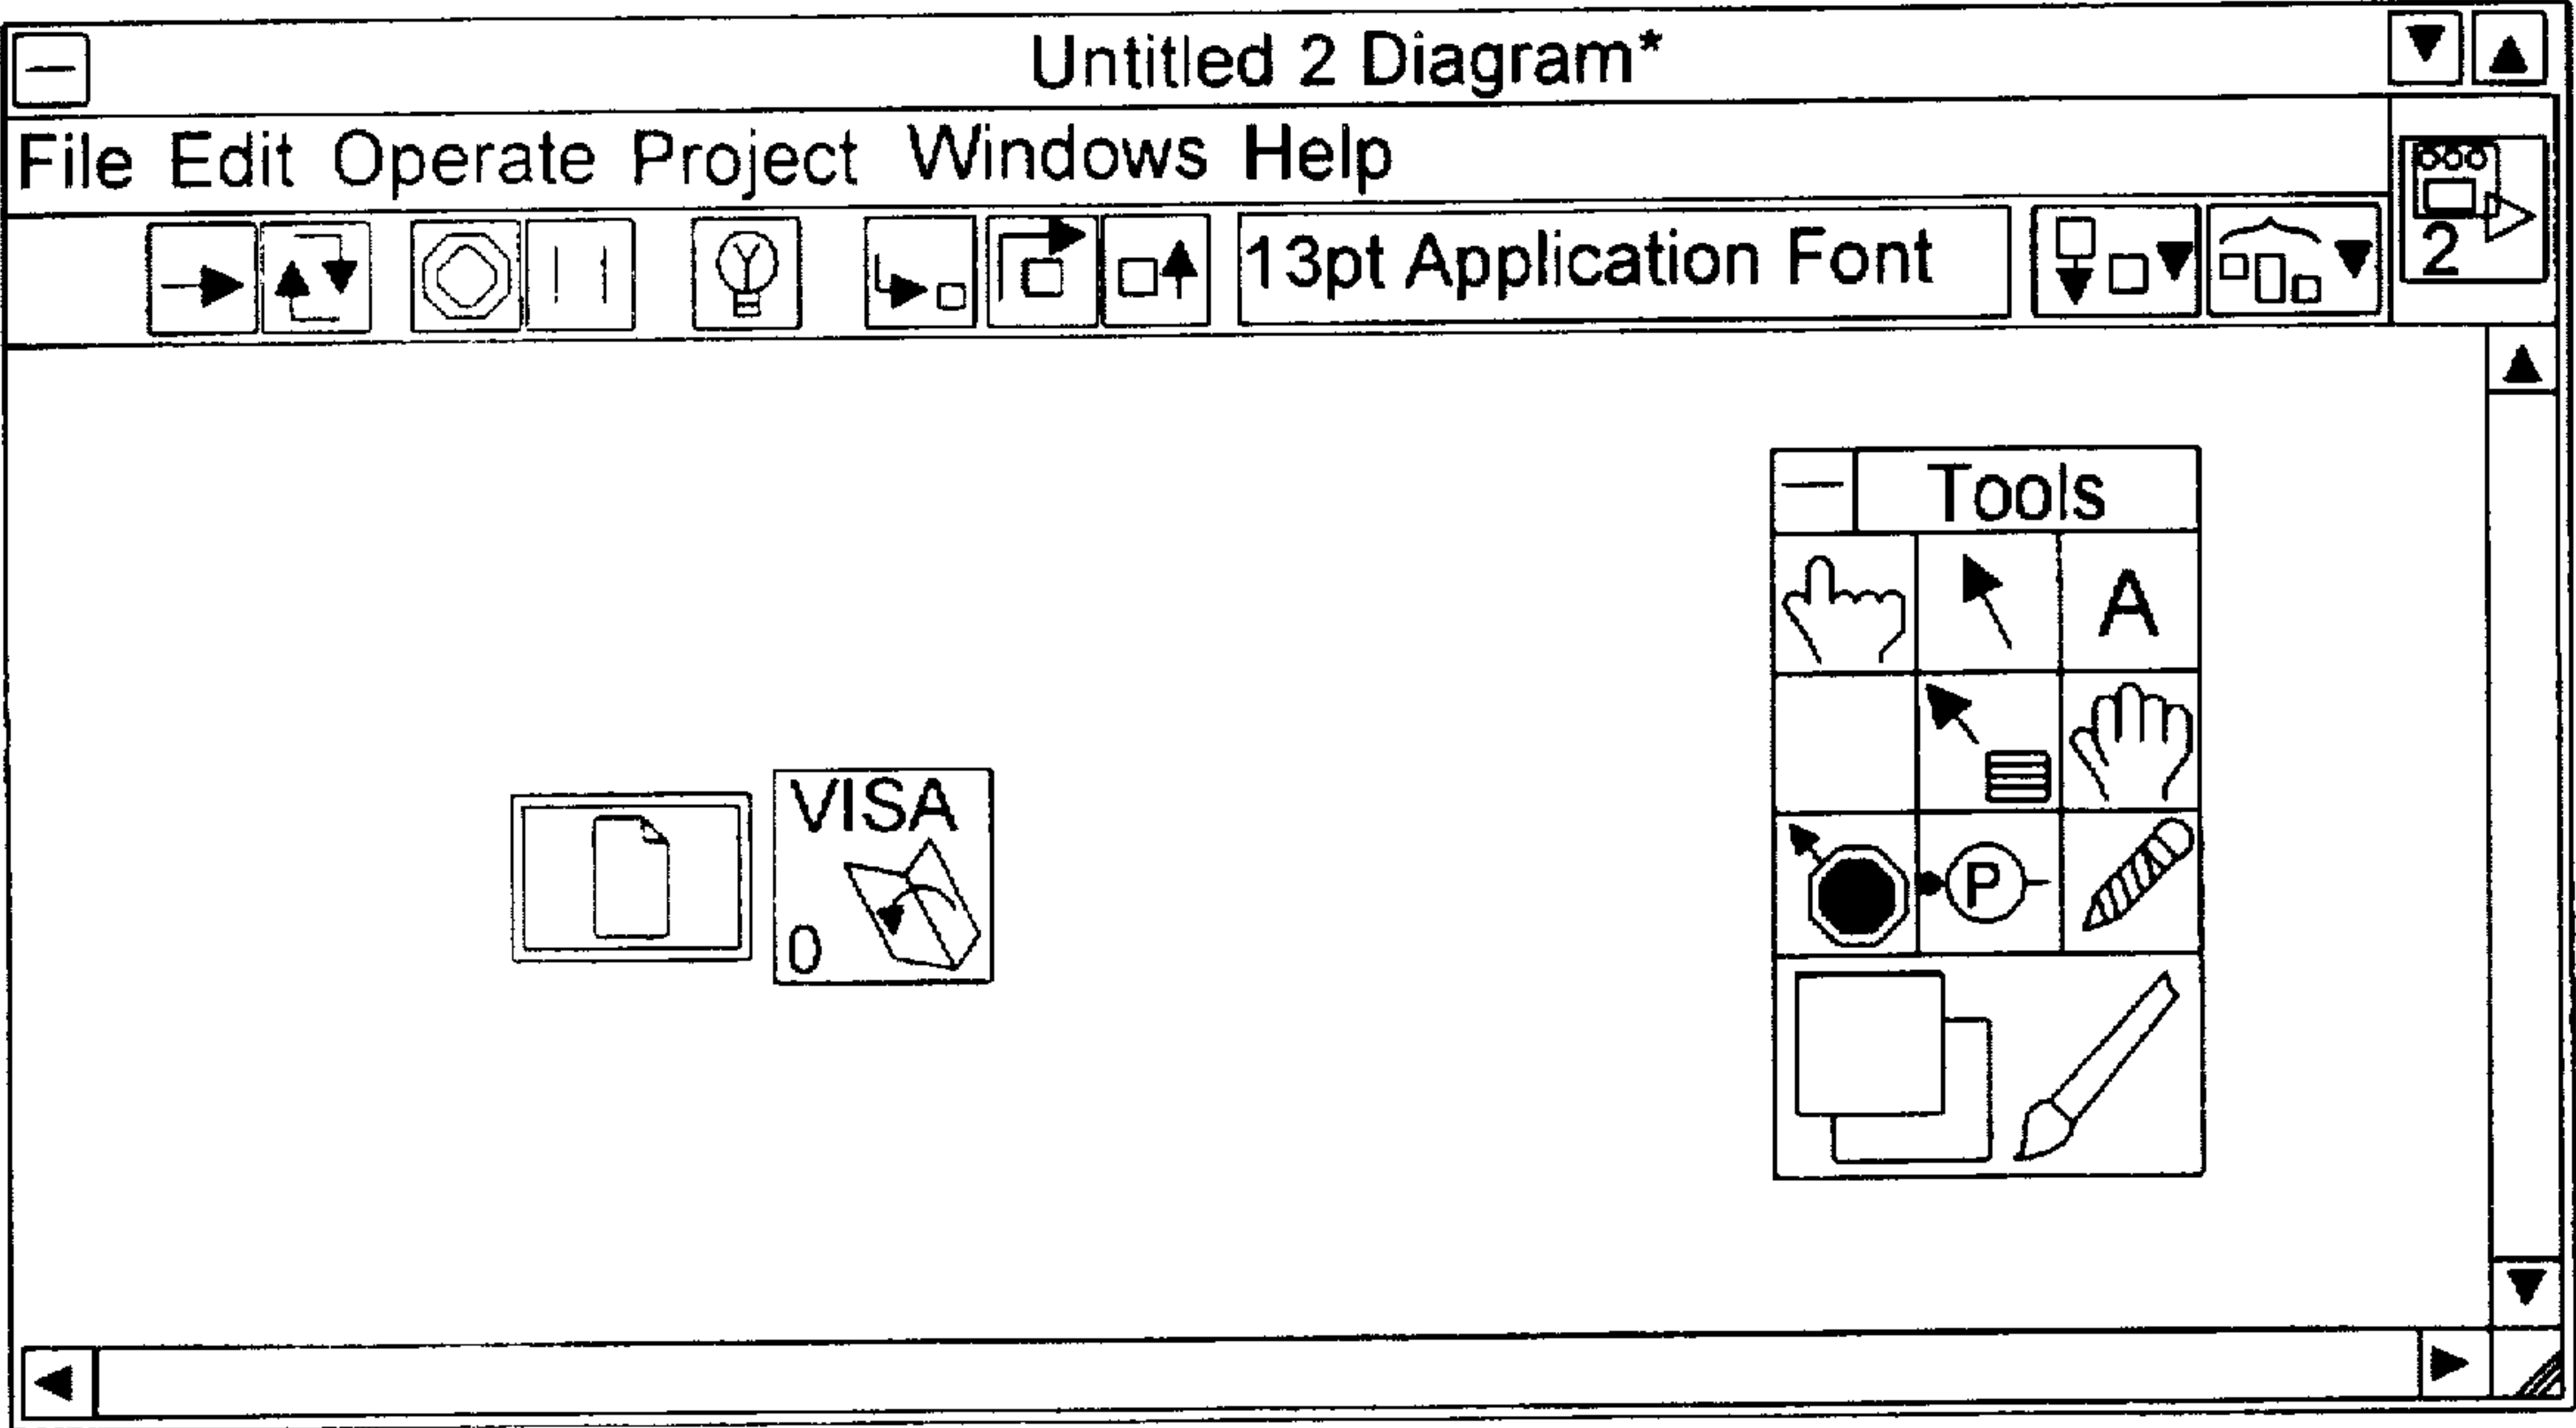 Untitled 2 Diagram*
File Edit Operate Project Windows Help
13pt Application Font
2
Tools
A
VISA
0
P